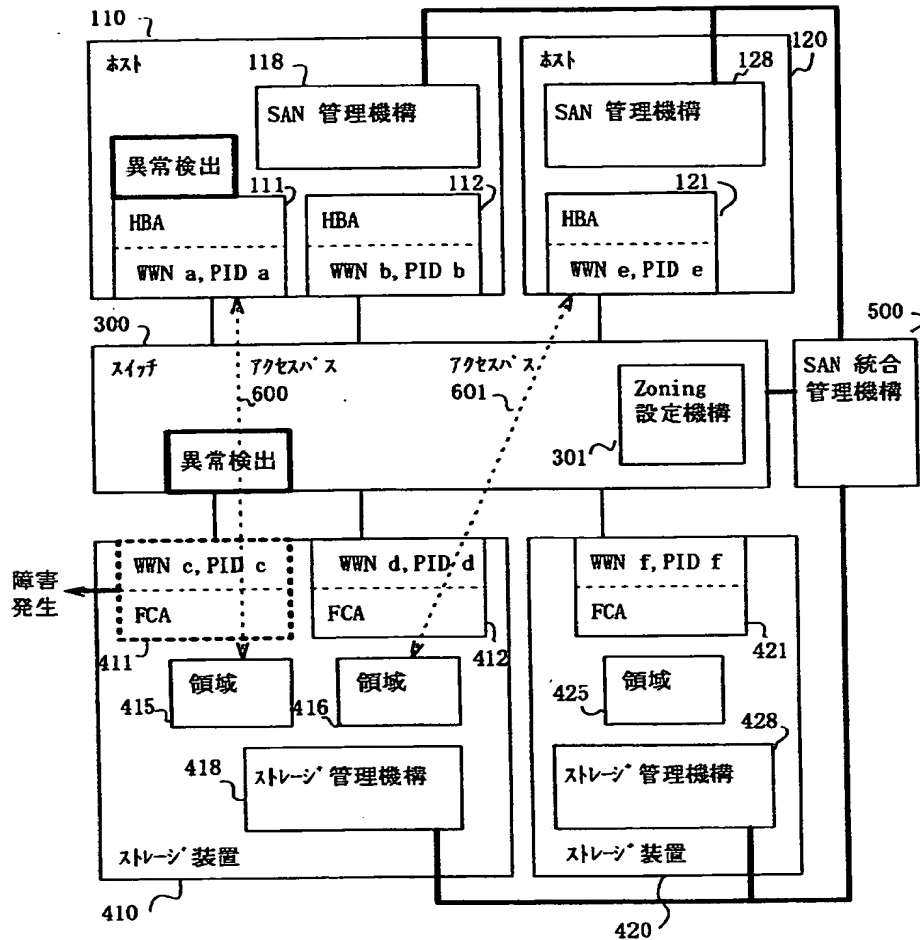 110
120
ホスト
118
SAN 管理機構
異常検出
111
112
HBA
WWN a,PID a
HBA
WWN b,PID b
ホスト
128
SAN 管理機構
121
HBA
WWN e,PID e
300
500
スイッチ
アクセスパス
600
アクセスパス
601
Zoning
設定機構
301
SAN 統合
管理機構
異常検出
障害
発生
WWN c,PID c
FCA
411
WWN d,PID d
FCA
412
WWN f,PID f
FCA
421
領域
415
領域
416
領域
425
418
ストレージ管理機構
428
ストレージ管理機構
ストレージ装置
410
ストレージ装置
420